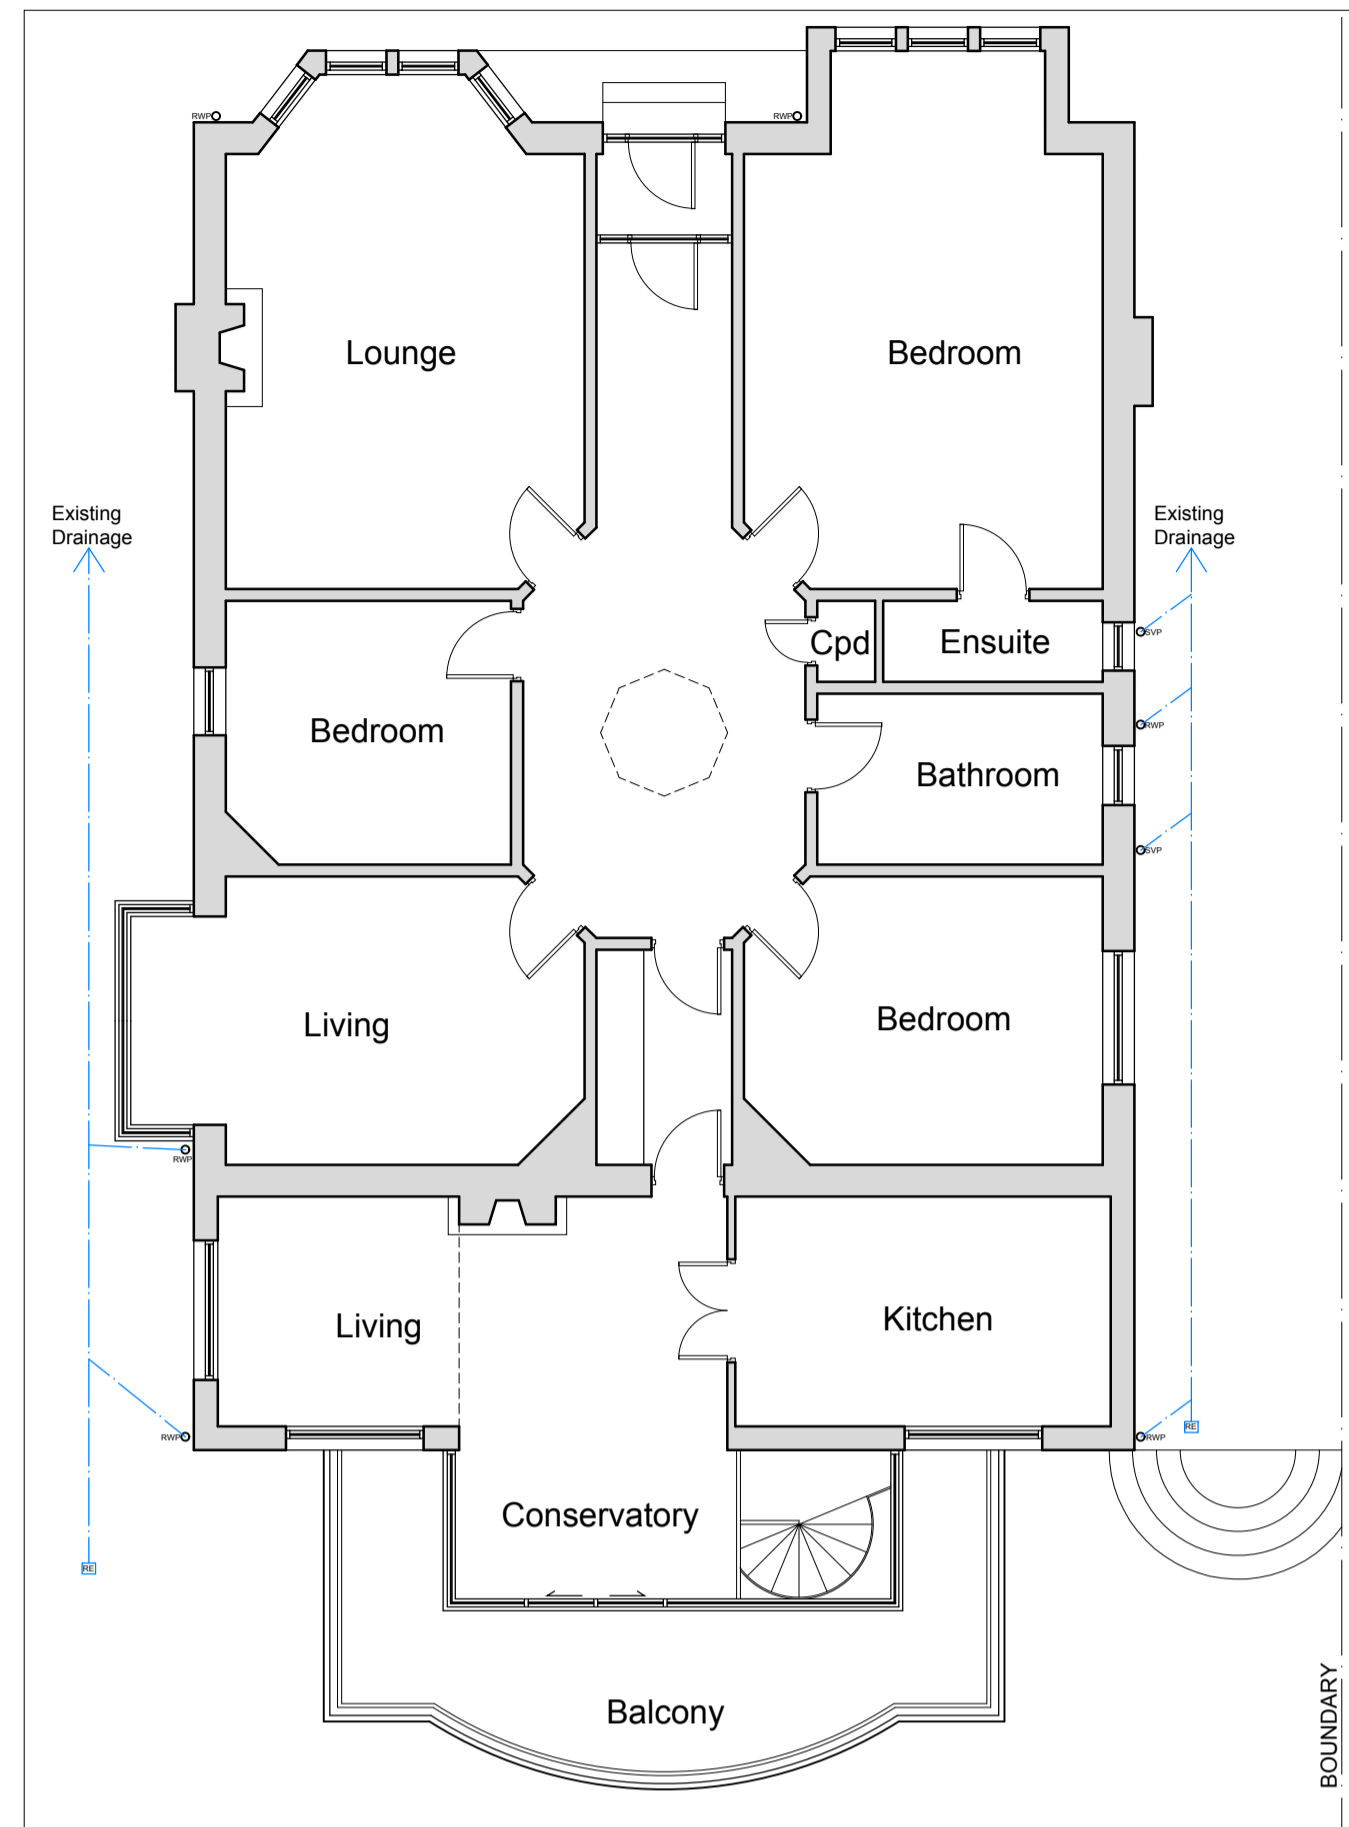 RWP
RWP
Lounge
Bedroom
Existing
Drainage
Existing
Drainage
Cpd
Ensuite
SVP
Bedroom
RWP
Bathroom
SVP
Living
Bedroom
RWP
Living
Kitchen
RWP
RE
RWP
Conservatory
RE
Balcony
BOUNDARY